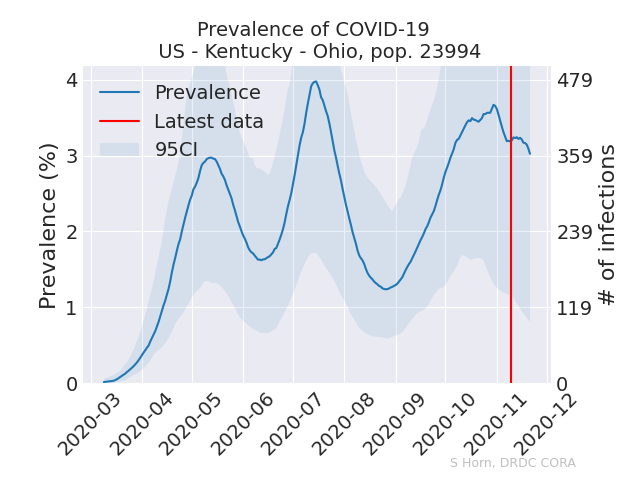 Prevalence of COVID-19
US - Kentucky - Ohio, pop. 23994
Prevalence
Latest data
95CI
Prevalence (%)
4
3
2
1
0
479
359
239
119
0
# of infections
2020-03
2020-04
2020-05
2020-06
2020-07
2020-08
2020-09
2020-10
2020-11
2020-12
S Horn, DRDC CORA